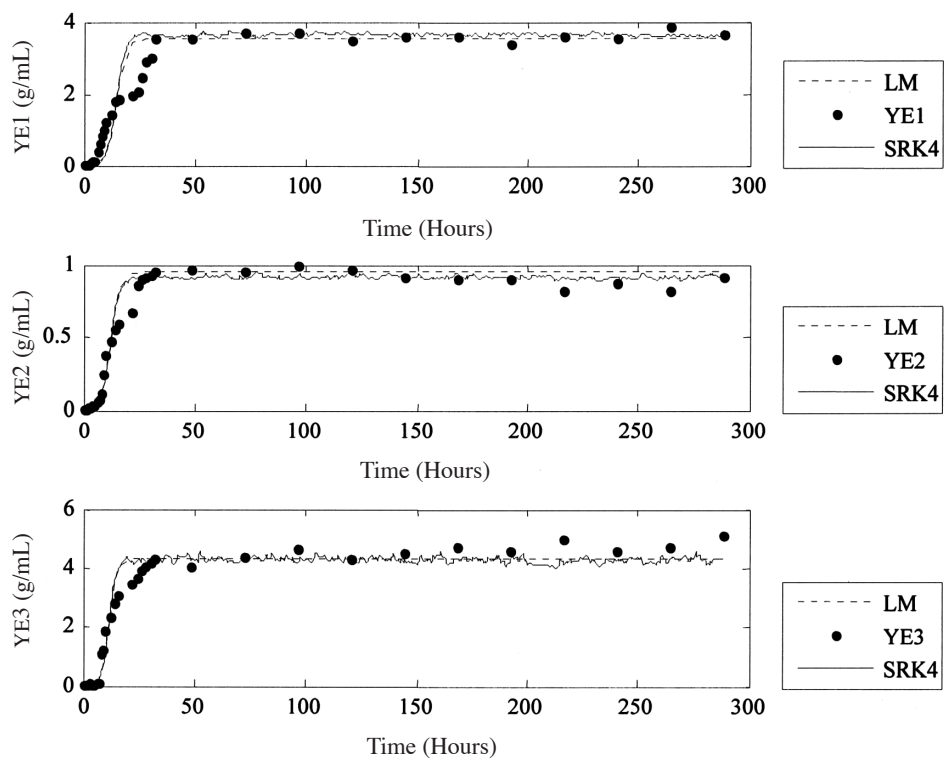 4
2
0
YE1 (g/mL)
0 50 100 150 200 250 300
Time (Hours)
LM
YE1
SRK4
1
0.5
0
YE2 (g/mL)
0 50 100 150 200 250 300
Time (Hours)
LM
YE2
SRK4
6
4
2
0
YE3 (g/mL)
0 50 100 150 200 250 300
Time (Hours)
LM
YE3
SRK4